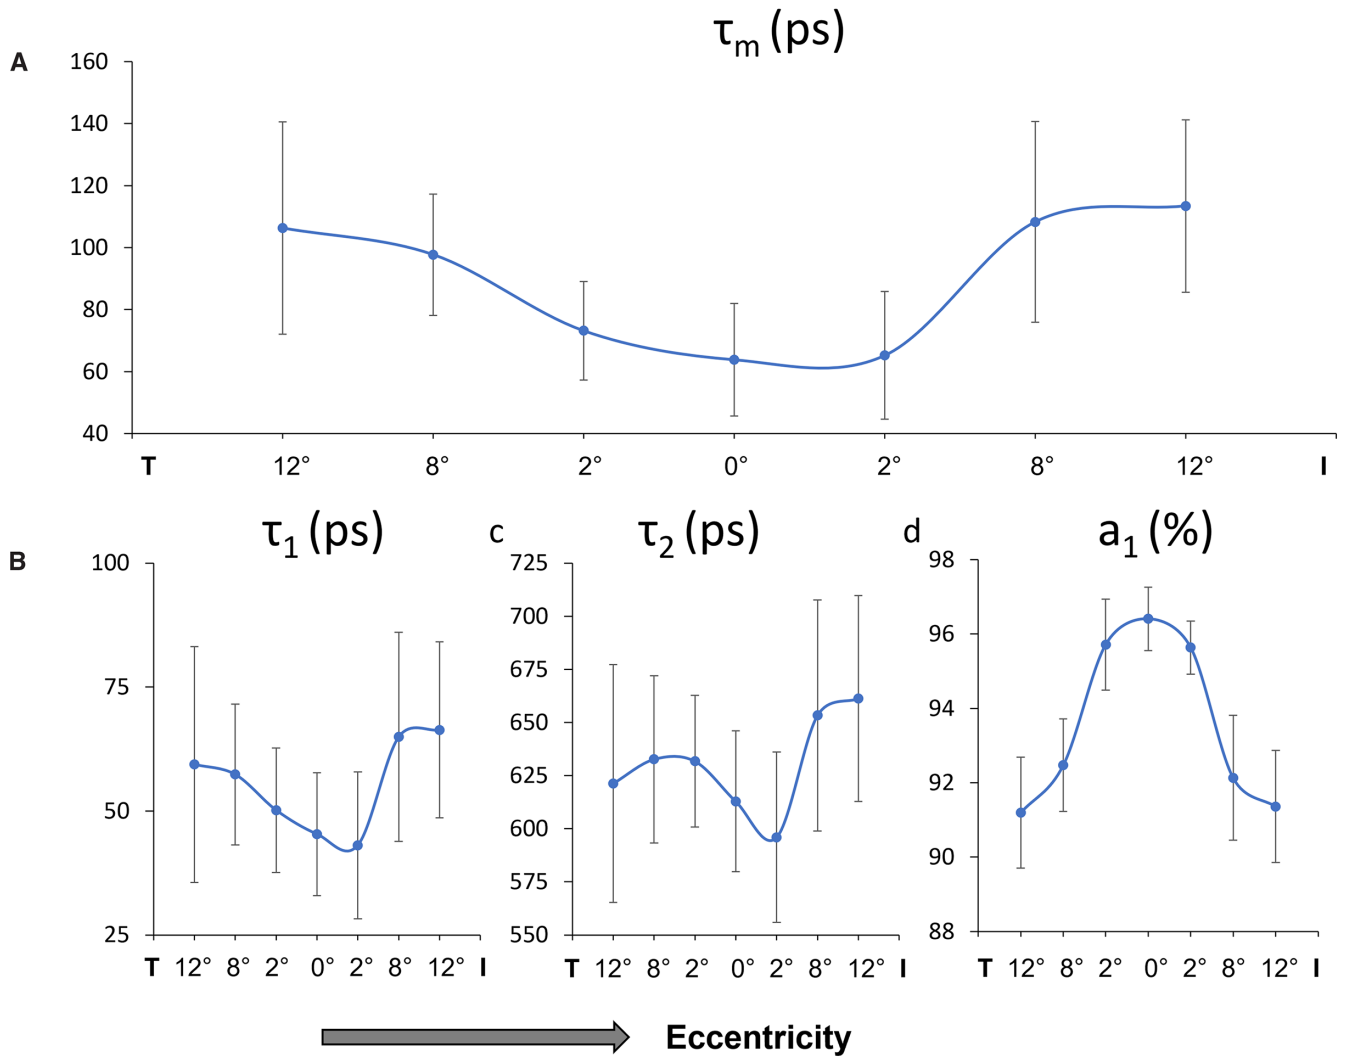 τm (ps)
A
160
140
120
100
80
60
40
T 12° 8° 2° 0° 2° 8° 12° I
B
τ1 (ps)
100
75
50
25
T 12° 8° 2° 0° 2° 8° 12° I
c
τ2 (ps)
725
700
675
650
625
600
575
550
T 12° 8° 2° 0° 2° 8° 12° I
d
a1 (%)
98
96
94
92
90
88
T 12° 8° 2° 0° 2° 8° 12° I
Eccentricity